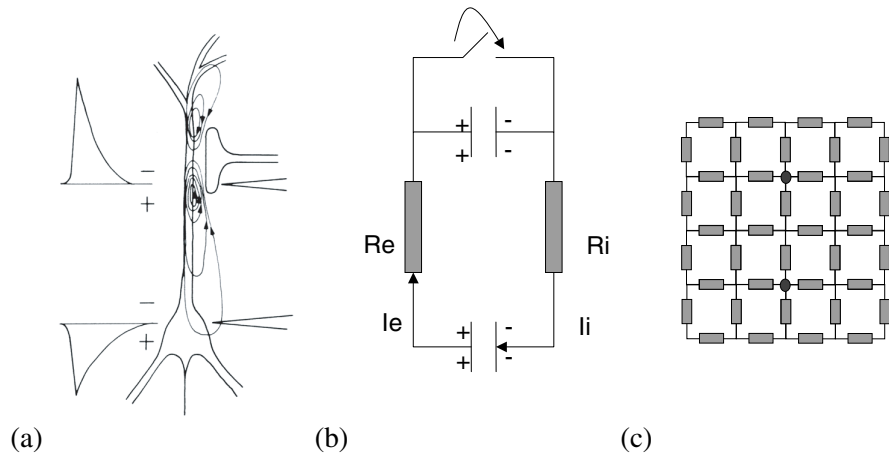 −
+
−
+
(a)
+ -
+ -
Re
Ri
Ie
Ii
+ -
+ -
(b)
(c)